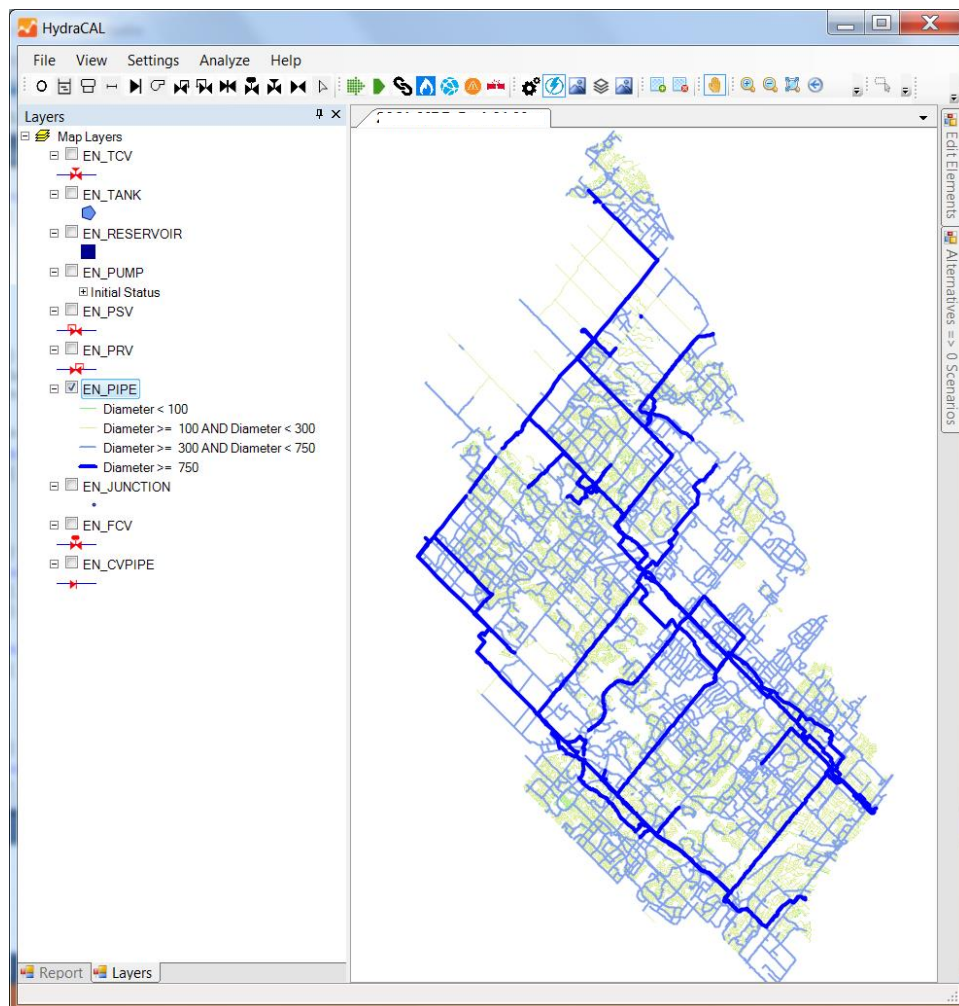 HydraCAL
File View Settings Analyze Help
Layers
Map Layers
EN_TCV
EN_TANK
EN_RESERVOIR
EN_PUMP
Initial Status
EN_PSV
EN_PRV
EN_PIPE
Diameter < 100
Diameter >= 100 AND Diameter < 300
Diameter >= 300 AND Diameter < 750
Diameter >= 750
EN_JUNCTION
EN_FCV
EN_CVPIPE
Report Layers
Edit Elements
Alternatives => 0 Scenarios